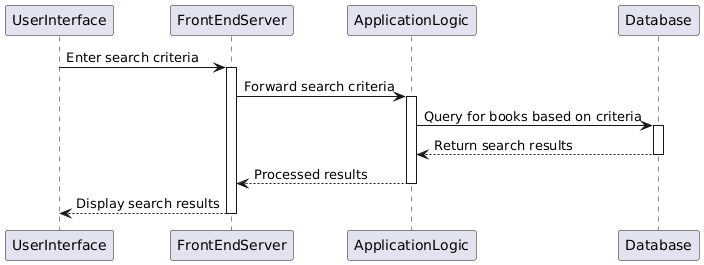 UserInterface FrontEndServer ApplicationLogic Database
Enter search criteria
Forward search criteria
Query for books based on criteria
Return search results
Processed results
Display search results
UserInterface FrontEndServer ApplicationLogic Database